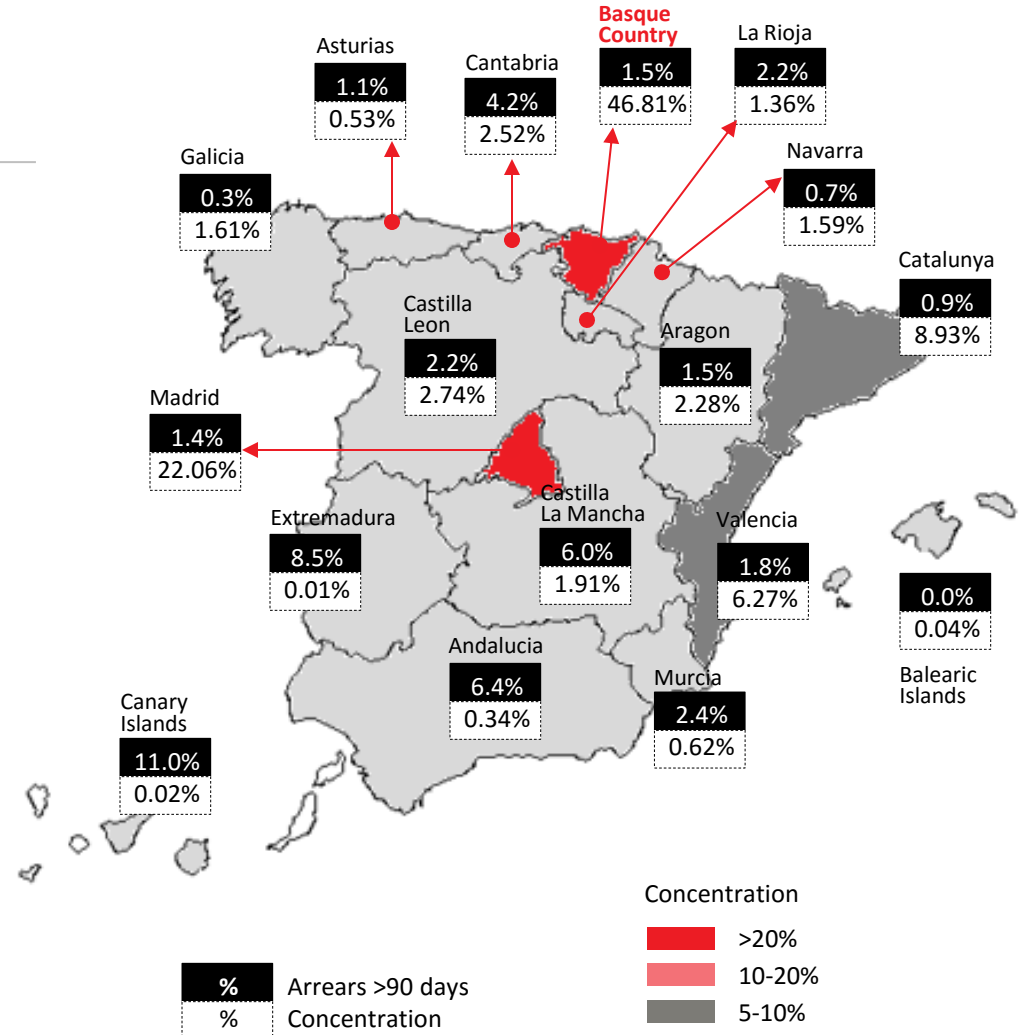 Basque
Country
1.5%
46.81%
La Rioja
2.2%
1.36%
Asturias
1.1%
0.53%
Cantabria
4.2%
2.52%
Navarra
0.7%
1.59%
Galicia
0.3%
1.61%
Catalunya
0.9%
8.93%
Castilla
Leon
2.2%
2.74%
Aragon
1.5%
2.28%
Madrid
1.4%
22.06%
Castilla
La Mancha
6.0%
1.91%
Extremadura
8.5%
0.01%
Valencia
1.8%
6.27%
0.0%
0.04%
Balearic
Islands
Andalucia
6.4%
0.34%
Murcia
2.4%
0.62%
Canary
Islands
11.0%
0.02%
Concentration
>20%
10-20%
5-10%
% Arrears >90 days
% Concentration